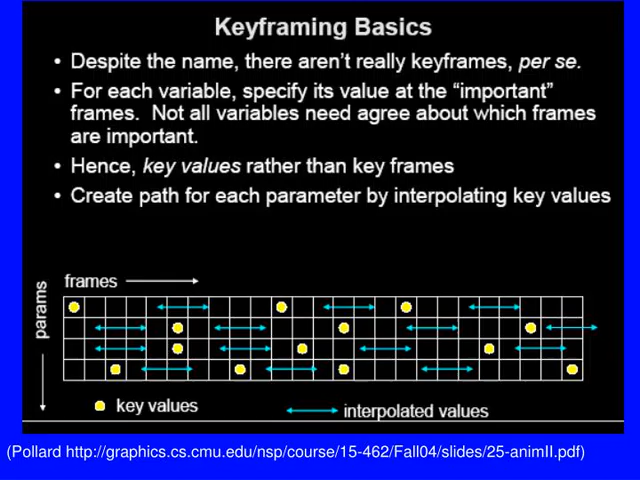 Keyframing Basics
• Despite the name, there aren't really keyframes, per se.
• For each variable, specify its value at the "important"
frames. Not all variables need agree about which frames
are important.
• Hence, key values rather than key frames
• Create path for each parameter by interpolating key values
frames
params
key values
interpolated values
(Pollard http://graphics.cs.cmu.edu/nsp/course/15-462/Fall04/slides/25-animII.pdf)